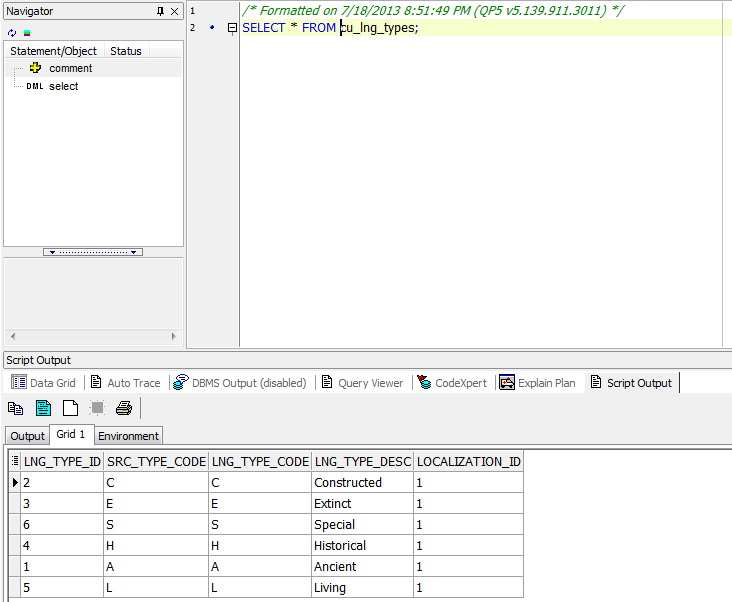 Navigator
Statement/Object Status
comment
DML select
1 /* Formatted on 7/18/2013 8:51:49 PM (QP5 v5.139.911.3011) */
2 SELECT * FROM cu_lng_types;
Script Output
Data Grid Auto Trace DBMS Output (disabled) Query Viewer CodeXpert Explain Plan Script Output
Output Grid 1 Environment
LNG_TYPE_ID SRC_TYPE_CODE LNG_TYPE_CODE LNG_TYPE_DESC LOCALIZATION_ID
2 C C Constructed 1
3 E E Extinct 1
6 S S Special 1
4 H H Historical 1
1 A A Ancient 1
5 L L Living 1